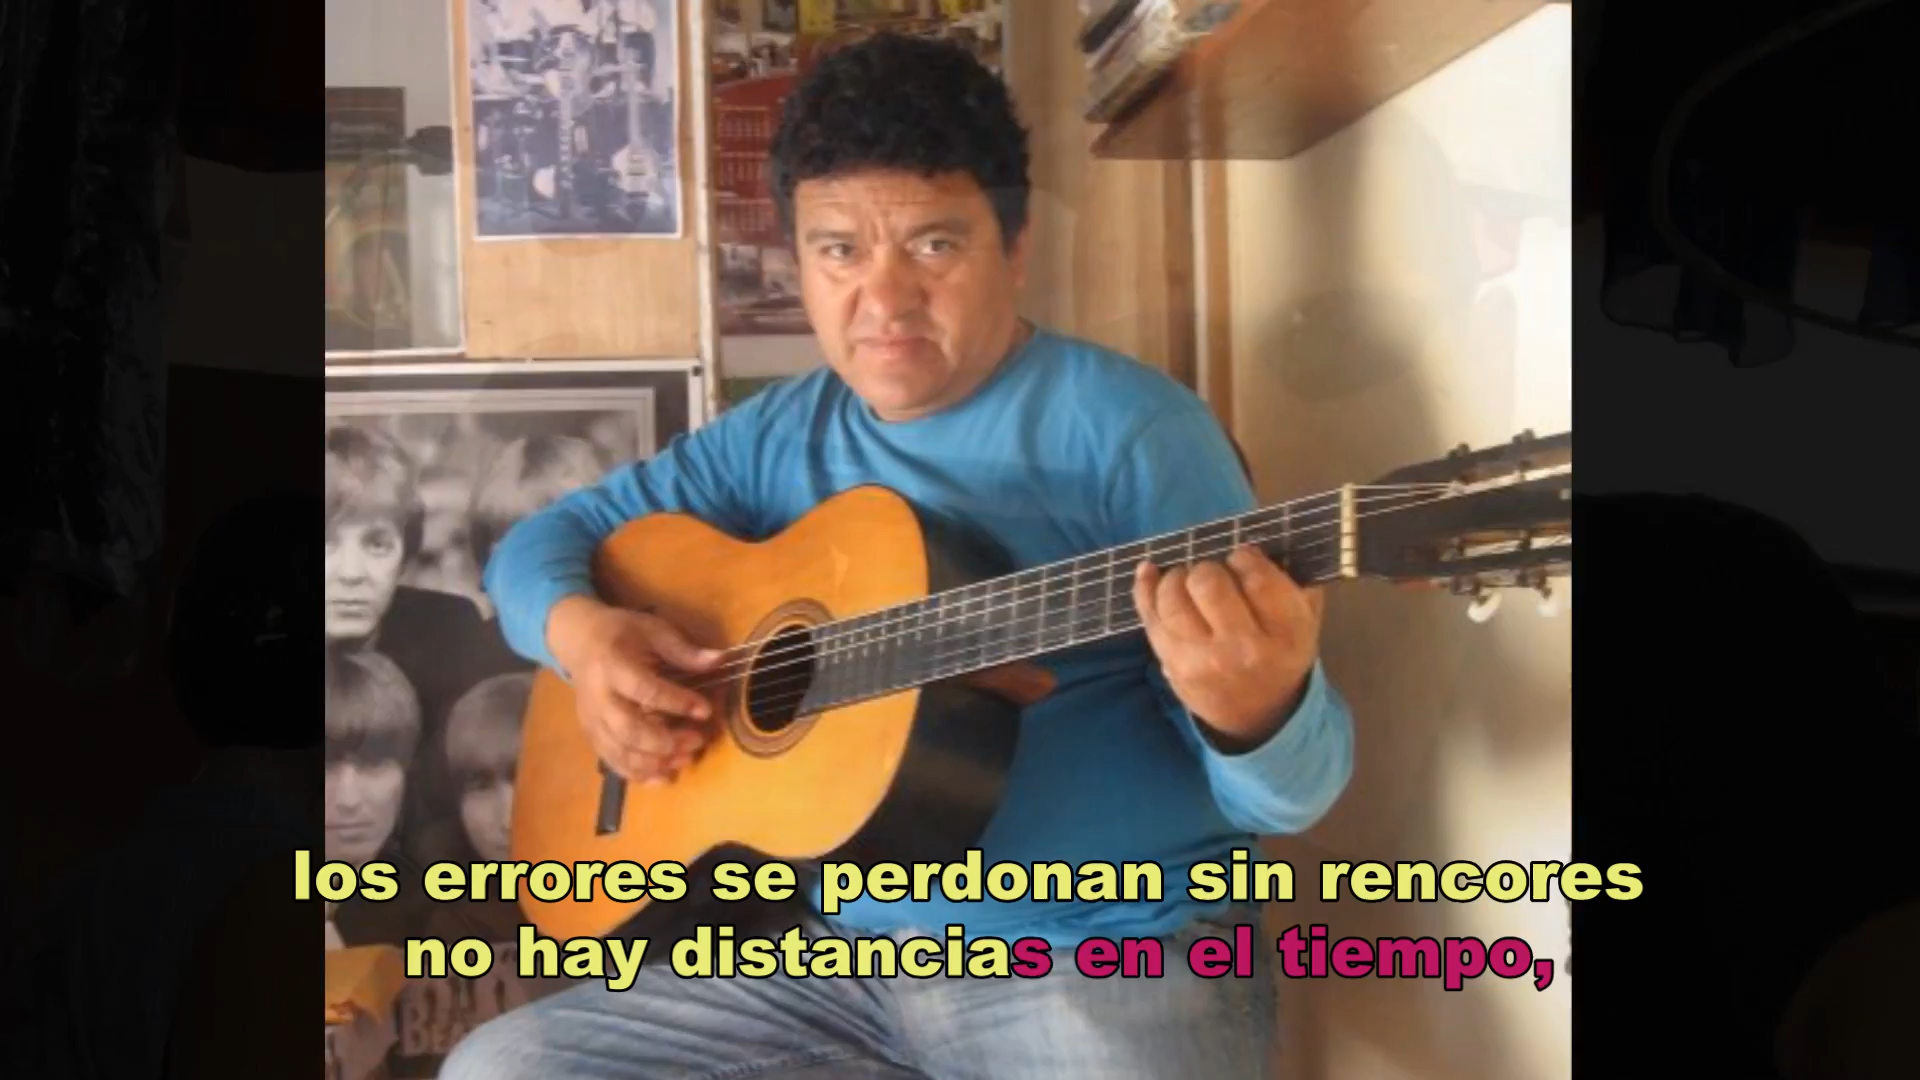 los errores se perdonan sin rencores
no hay distancias en el tiempo,